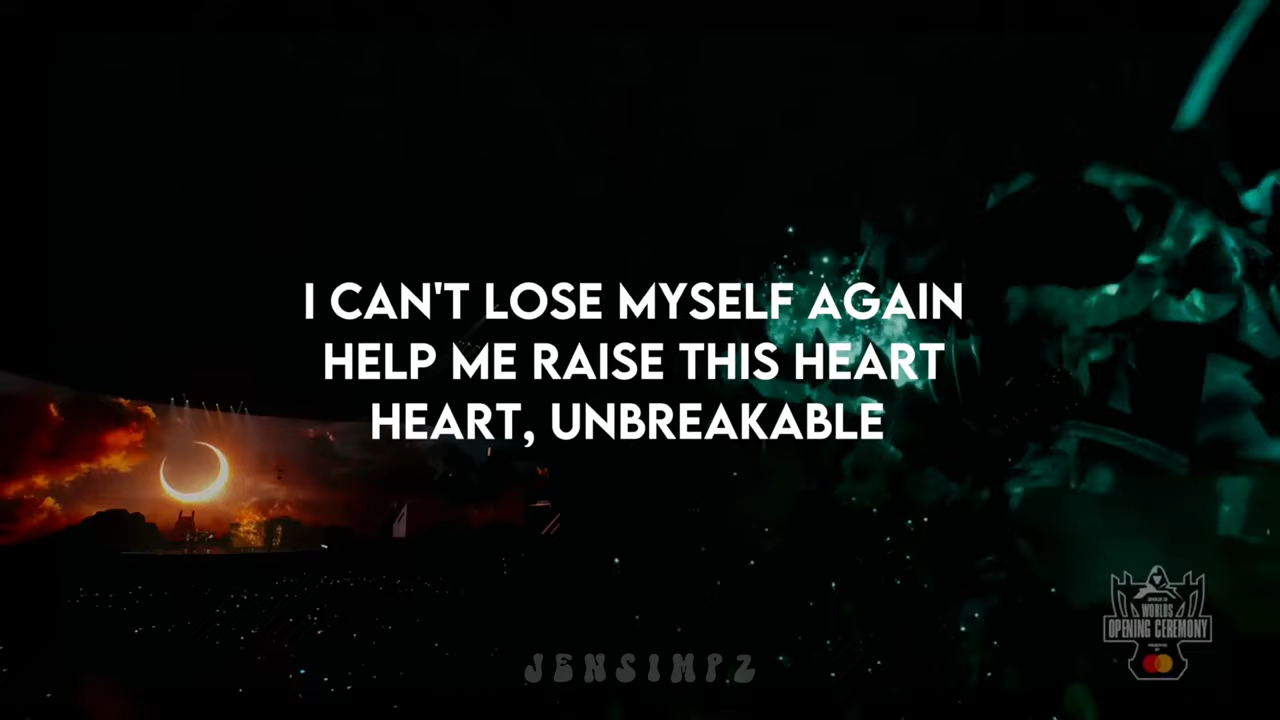 I CAN'T LOSE MYSELF AGAIN
HELP ME RAISE THIS HEART
HEART, UNBREAKABLE
WORLDS
OPENING CEREMONY
JENSIMPZ